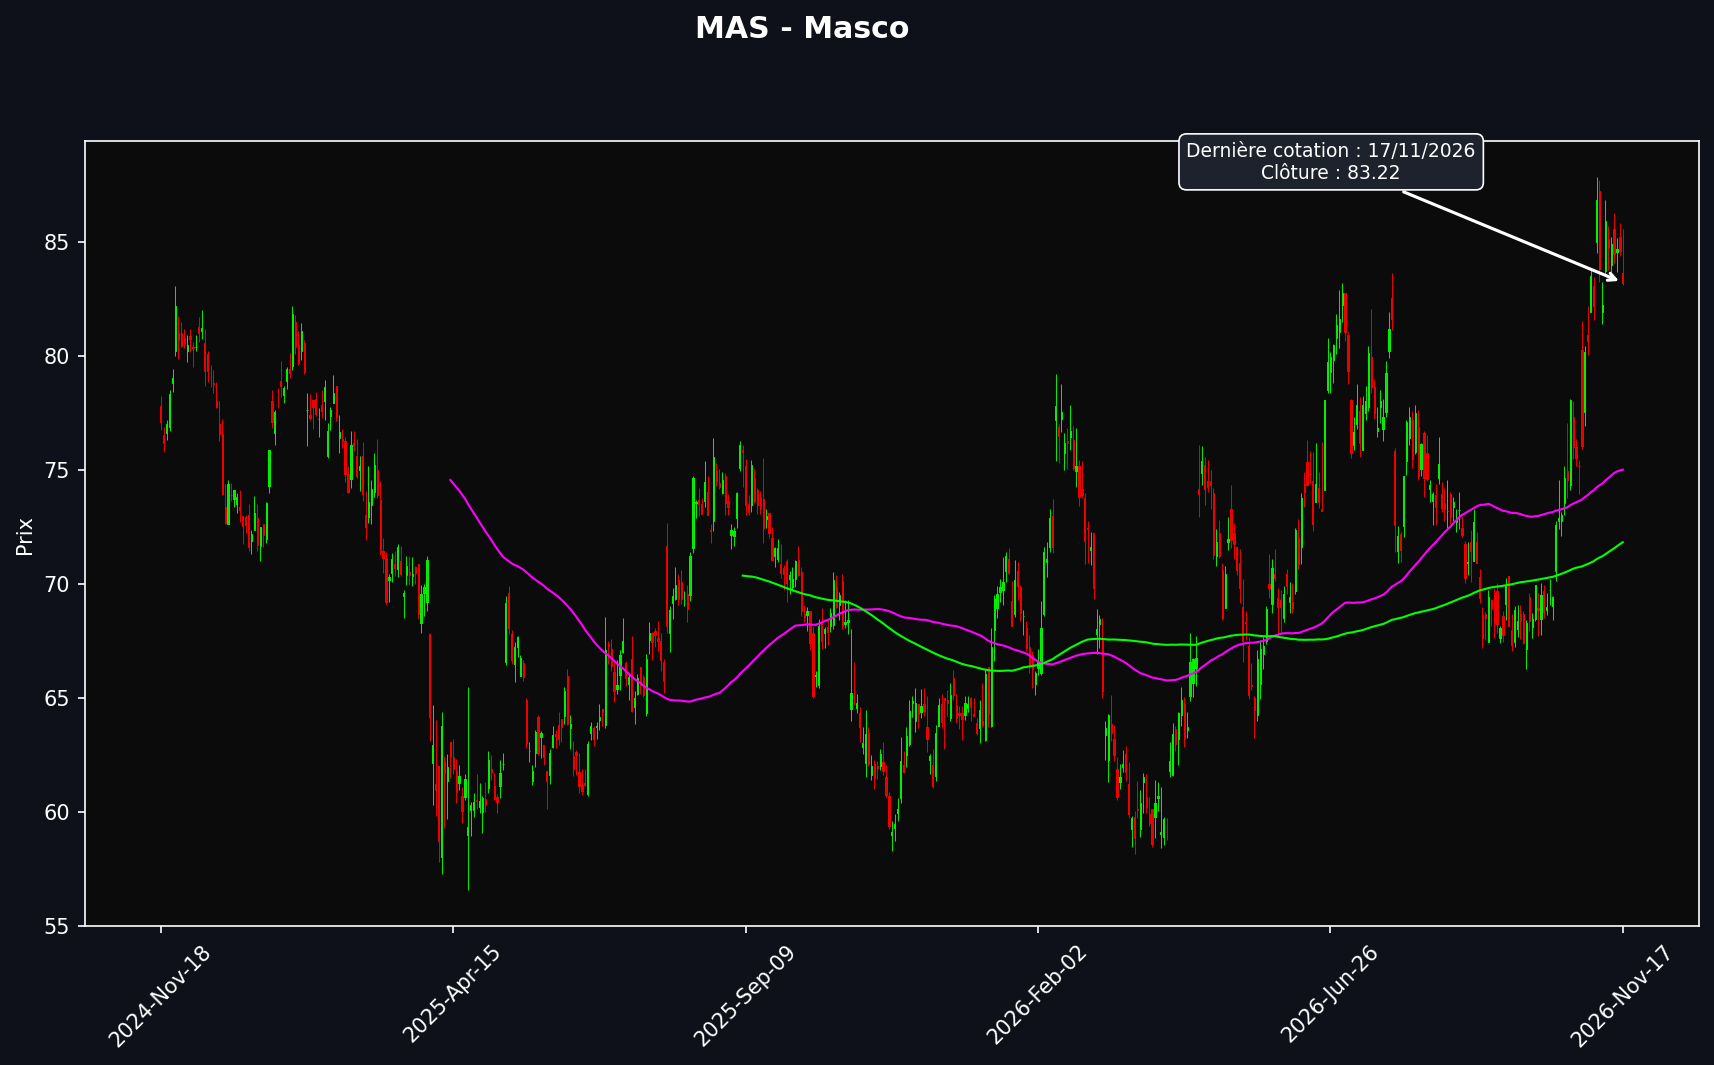 MAS - Masco
Dernière cotation : 17/11/2026
Clôture : 83.22
Prix
85
80
75
70
65
60
55
2024-Nov-18
2025-Apr-15
2025-Sep-09
2026-Feb-02
2026-Jun-26
2026-Nov-17